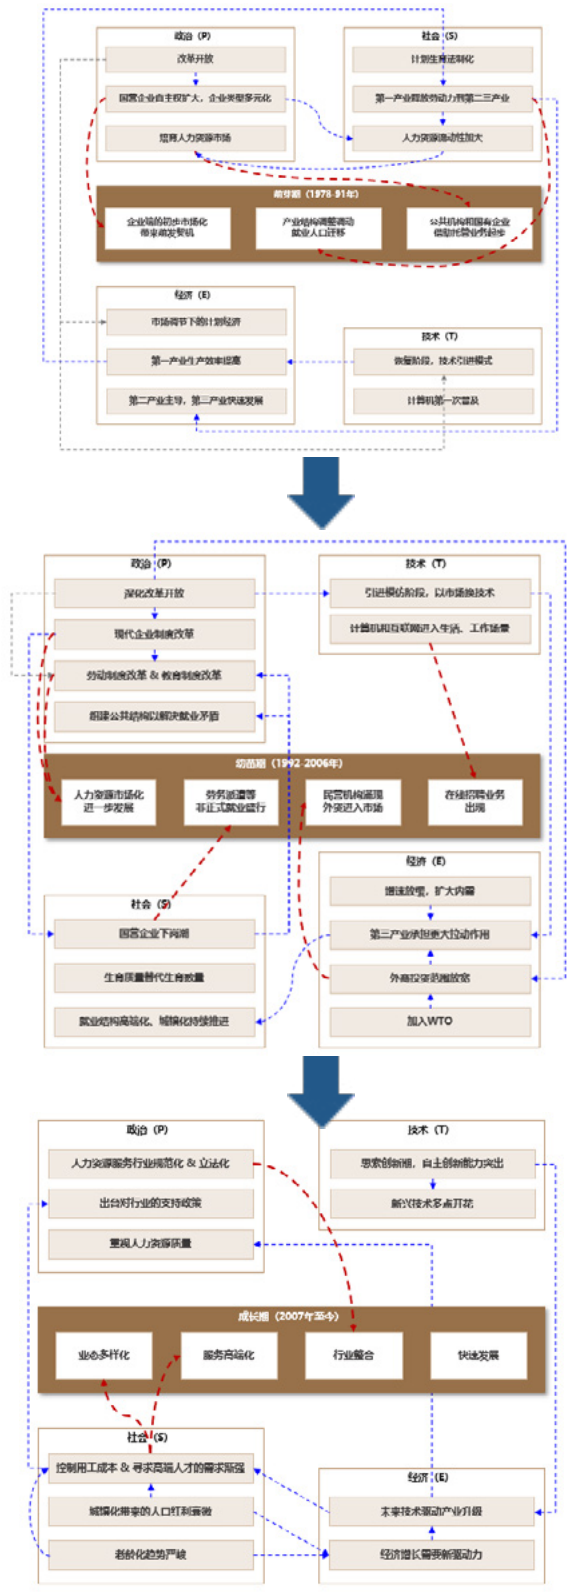 政治（P）
改革开放
国营企业自主权扩大，企业类型多元化
培育人力资源市场
社会（S）
计划生育法制化
第一产业释放劳动力到第二三产业
人力资源流动性加大
萌芽期（1978-91年）
企业端的初步市场化
带来萌发契机
产业结构调整调动
就业人口迁移
公共机构和国有企业
借助托管业务起步
经济（E）
市场调节下的计划经济
第一产业生产效率提高
第二产业主导，第三产业快速发展
技术（T）
恢复阶段，技术引进模式
计算机第一次普及
政治（P）
深化改革开放
现代企业制度改革
劳动制度改革 & 教育制度改革
组建公共结构以解决就业矛盾
技术（T）
引进模仿阶段，以市场换技术
计算机和互联网进入生活、工作场景
幼苗期（1992-2006年）
人力资源市场化
进一步发展
劳务派遣等
非正式就业盛行
民营机构涌现
外资进入市场
在线招聘业务
出现
社会（S）
国营企业下岗潮
生育质量替代生育数量
就业结构高端化、城镇化持续推进
经济（E）
增速放缓，扩大内需
第三产业承担更大拉动作用
外商投资范围放宽
加入WTO
政治（P）
人力资源服务行业规范化 & 立法化
出台对行业的支持政策
重视人力资源质量
技术（T）
思索创新期，自主创新能力突出
新兴技术多点开花
成长期（2007年至今）
业态多样化
服务高端化
行业整合
快速发展
社会（S）
控制用工成本 & 寻求高端人才的需求渐强
城镇化带来的人口红利衰微
老龄化趋势严峻
经济（E）
未来技术驱动产业升级
经济增长需要新驱动力